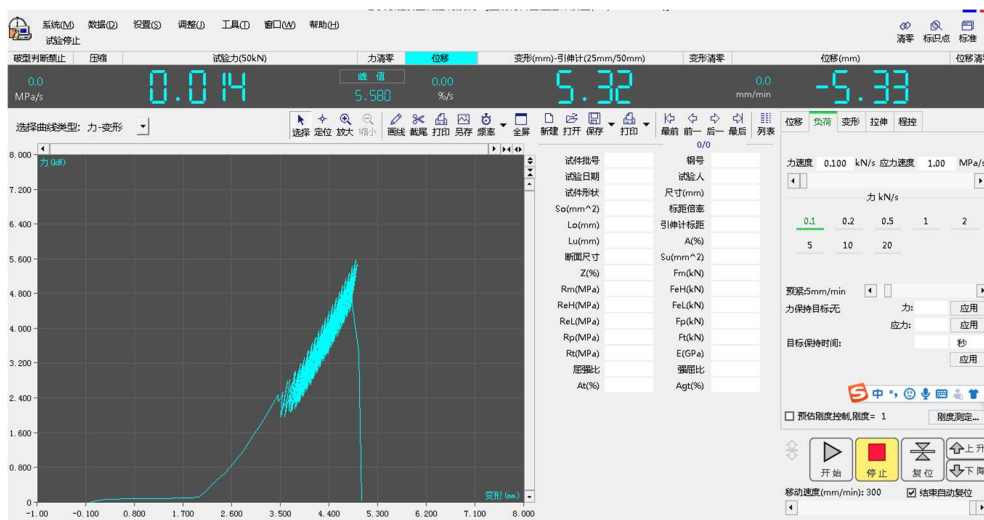 系统(M) 数据(D) 设置(S) 调整(J) 工具(T) 窗口(W) 帮助(H)
试验停止
清零 标识点 标准
破型判断禁止 压缩 试验力(50kN) 力清零 位移 变形(mm)-引伸计(25mm/50mm) 变形清零 位移(mm) 位移清
0.0 MPa/s 0.014 峰 值 5.580 0.00 %/s 5.32 0.0 mm/min -5.33
选择曲线类型: 力-变形
选择 定位 放大 缩小 画线 截尾 打印 另存 频率 全屏 新建 打开 保存 打印 最前 前一 后一 最后 列表
0/0
力(kN)
8.000
7.200
6.400
5.600
4.800
4.000
3.200
2.400
1.600
0.800
0
变形(mm)
-1.00 -0.100 0.800 1.700 2.600 3.500 4.400 5.300 6.200 7.100 8.000
试件批号 钢号
试验日期 试验人
试件形状 尺寸(mm)
So(mm^2) 标距倍率
Lo(mm) 引伸计标距
Lu(mm) A(%)
断面尺寸 Su(mm^2)
Z(%) Fm(kN)
Rm(MPa) FeH(kN)
ReH(MPa) FeL(kN)
ReL(MPa) Fp(kN)
Rp(MPa) Ft(kN)
Rt(MPa) E(GPa)
屈强比 强屈比
At(%) Agt(%)
位移 负荷 变形 拉伸 程控
力速度 0.100 kN/s 应力速度 1.00 MPa/s
力 kN/s
0.1 0.2 0.5 1 2
5 10 20
预紧:5mm/min
力保持目标:无 力: 应用
应力: 应用
目标保持时间: 秒
应用
S 中
预估刚度控制,刚度= 1 刚度测定...
开始 停止 复位 上升 下降
移动速度(mm/min): 300 结束自动复位